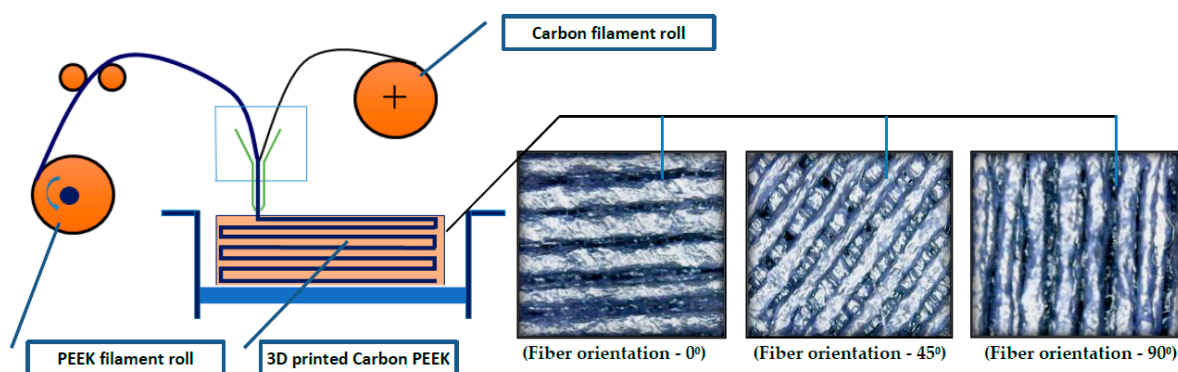 Carbon filament roll
PEEK filament roll
3D printed Carbon PEEK
(Fiber orientation - 0⁰)
(Fiber orientation - 45⁰)
(Fiber orientation - 90⁰)